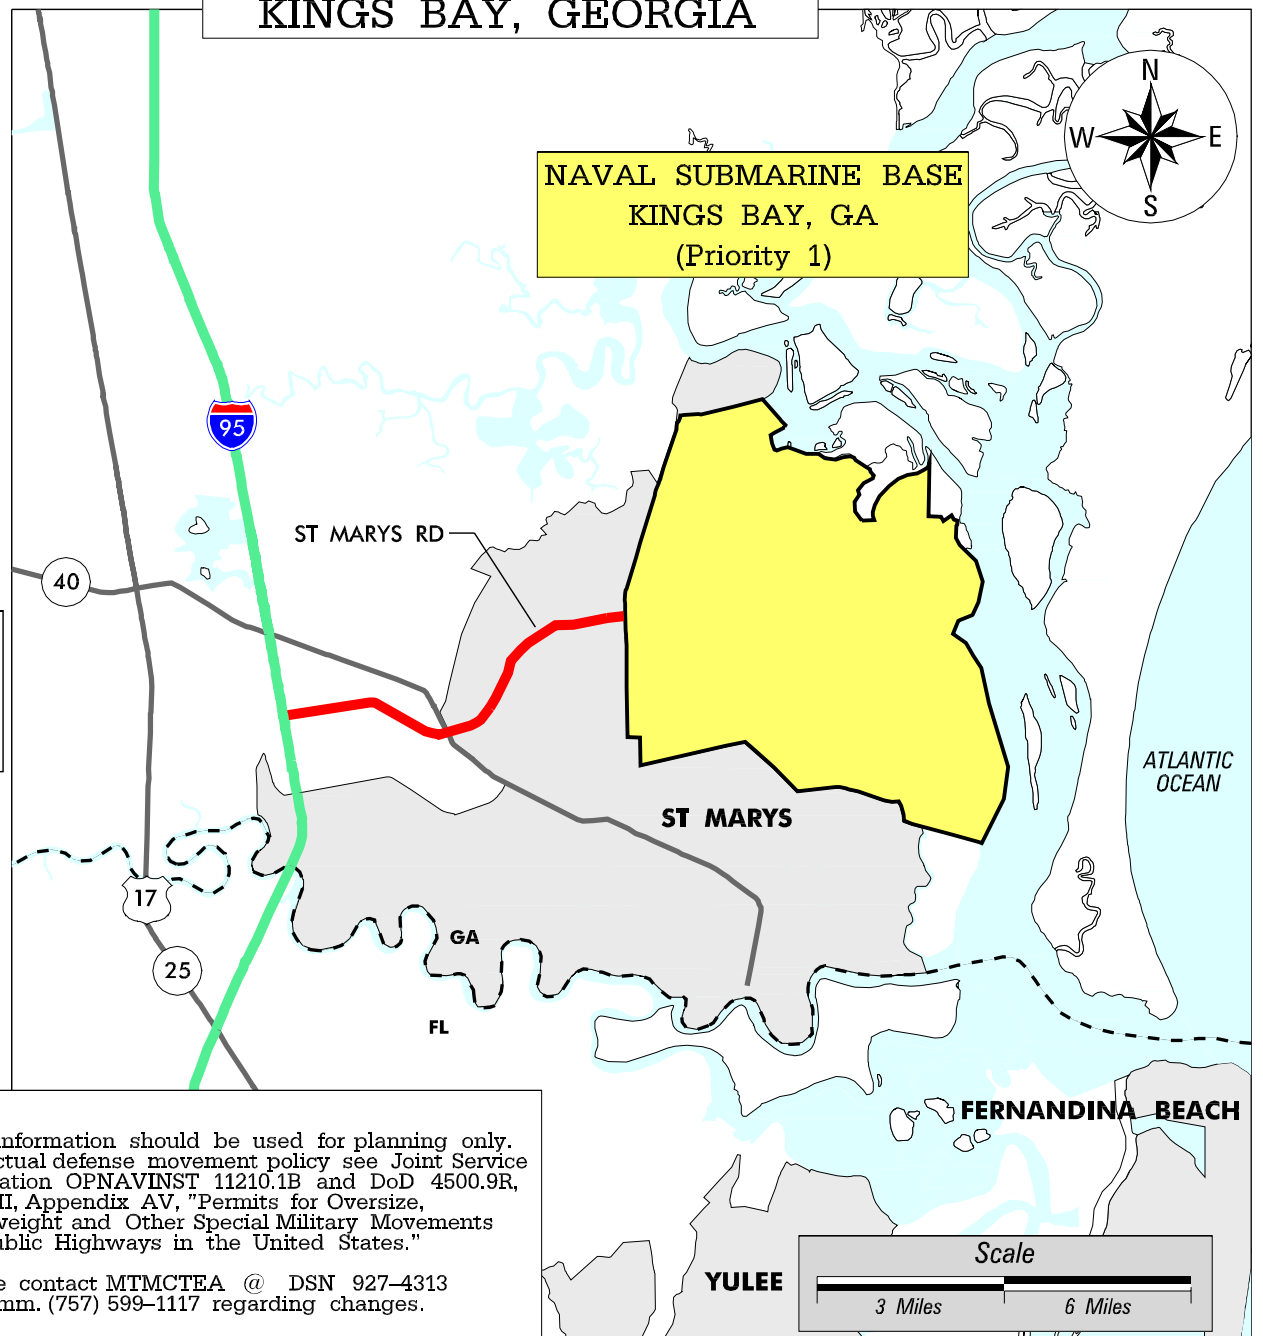 KINGS BAY, GEORGIA
N
W
E
S
NAVAL SUBMARINE BASE
KINGS BAY, GA
(Priority 1)
95
ST MARYS RD
40
ATLANTIC
OCEAN
ST MARYS
17
GA
25
FL
FERNANDINA BEACH
information should be used for planning only.
ctual defense movement policy see Joint Service
ation OPNAVINST 11210.1B and DoD 4500.9R,
II, Appendix AV, "Permits for Oversize,
weight and Other Special Military Movements
ublic Highways in the United States."
e contact MTMCTEA @ DSN 927-4313
mm. (757) 599-1117 regarding changes.
YULEE
Scale
3 Miles
6 Miles